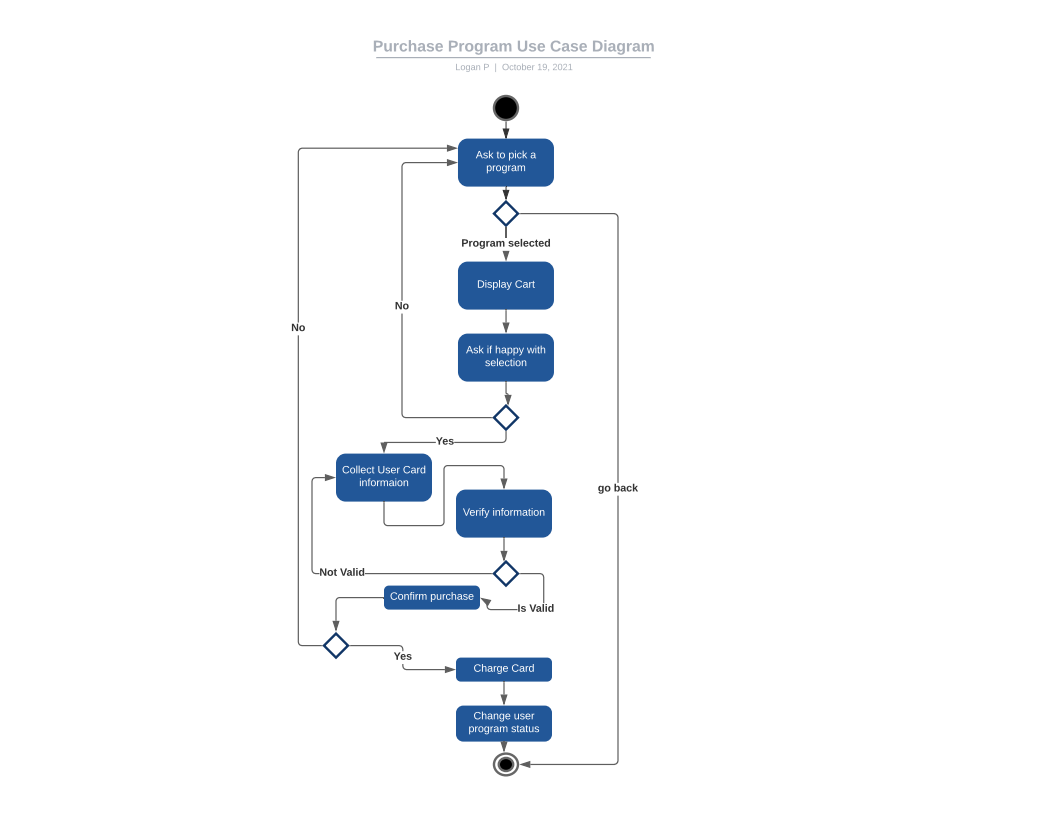 Purchase Program Use Case Diagram
Logan P | October 19, 2021
Ask to pick a
program
Program selected
Display Cart
No
No
Ask if happy with
selection
Yes
Collect User Card
informaion
go back
Verify information
Not Valid
Confirm purchase
Is Valid
Yes
Charge Card
Change user
program status